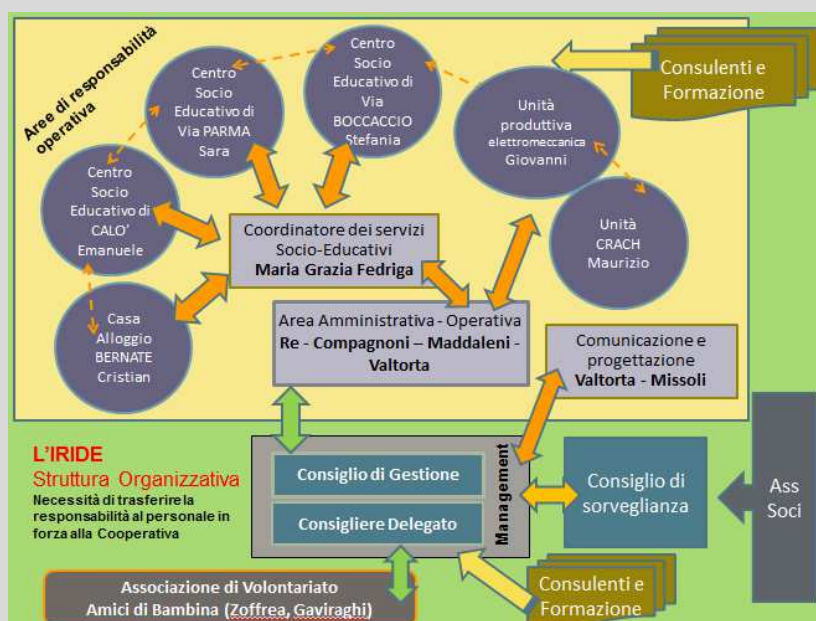 Aree di responsabilità
operativa
Centro
Socio
Educativo di
Via PARMA
Sara
Centro
Socio
Educativo di
Via
BOCCACCIO
Stefania
Unità
produttiva
elettromeccanica
Giovanni
Consulenti e
Formazione
Centro
Socio
Educativo di
CALO'
Emanuele
Coordinatore dei servizi
Socio-Educativi
Maria Grazia Fedriga
Unità
CRACH
Maurizio
Casa
Alloggio
BERNATE
Cristian
Area Amministrativa - Operativa
Re - Compagnoni – Maddaleni -
Valtorta
Comunicazione e
progettazione
Valtorta - Missoli
L'IRIDE
Struttura Organizzativa
Necessità di trasferire la
responsabilità al personale in
forza alla Cooperativa
Consiglio di Gestione
Consigliere Delegato
Management
Consiglio di
sorveglianza
Ass
Soci
Associazione di Volontariato
Amici di Bambina (Zoffrea, Gaviraghi)
Consulenti e
Formazione